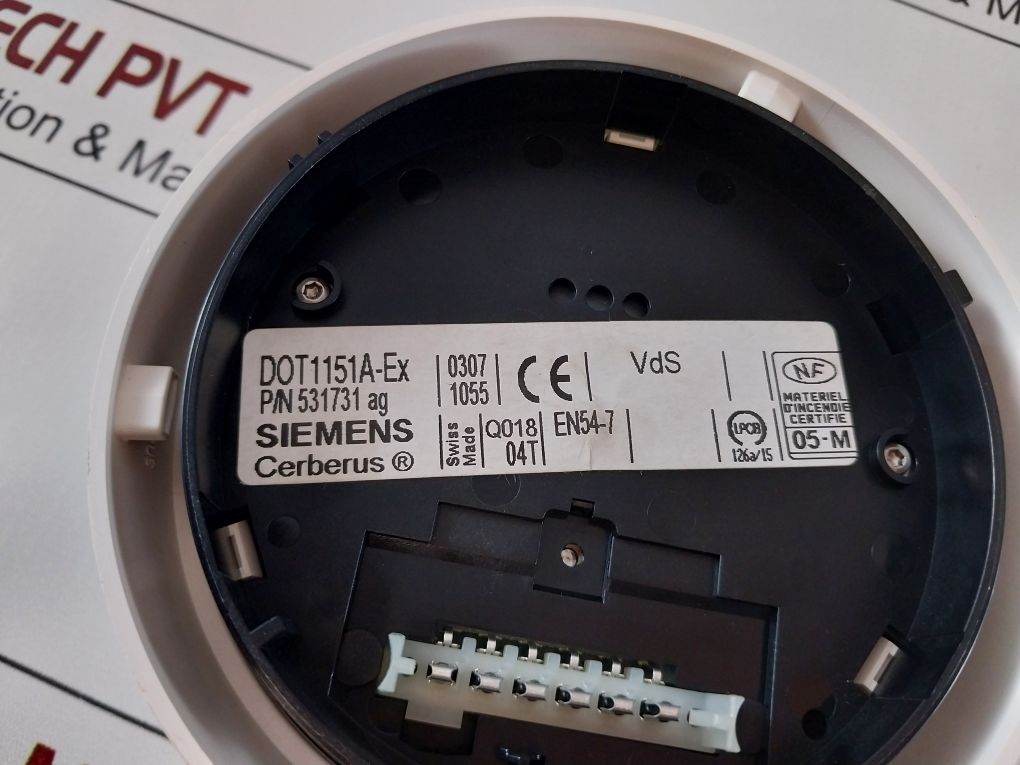 ECH PVT
tion & Ma
& M
DOT1151A-Ex
P/N 531731 ag
SIEMENS
Cerberus ®
0307
1055
CE
VdS
Swiss
Made
Q018
04T
EN54-7
LPCB
126a/15
NF
MATERIEL
D'INCENDIE
CERTIFIE
05-M